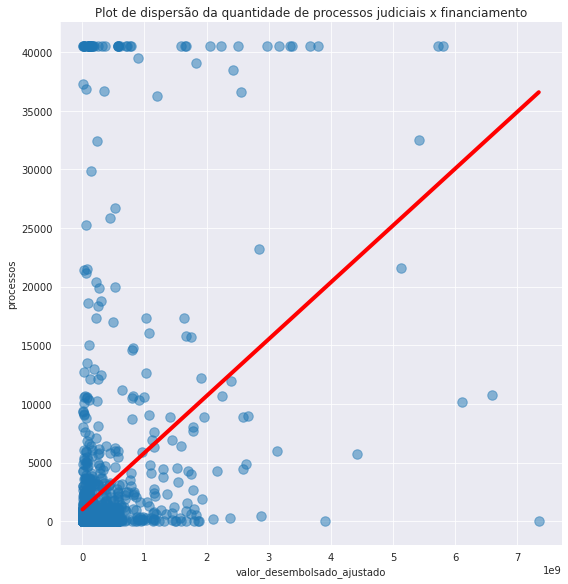 Plot de dispersão da quantidade de processos judiciais x financiamento
40000
35000
30000
25000
20000
15000
10000
5000
0
processos
0 1 2 3 4 5 6 7
1e9
valor_desembolsado_ajustado